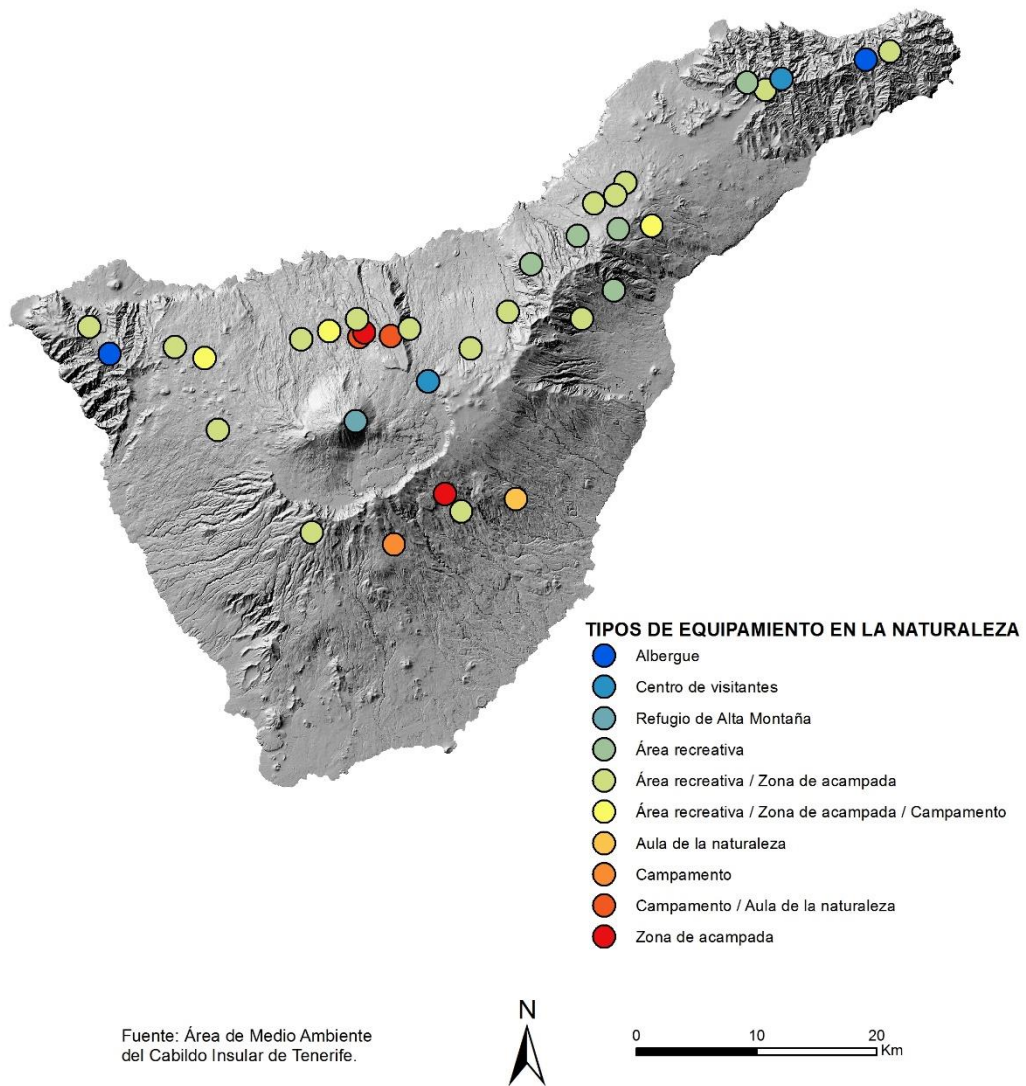 TIPOS DE EQUIPAMIENTO EN LA NATURALEZA
Albergue
Centro de visitantes
Refugio de Alta Montaña
Área recreativa
Área recreativa / Zona de acampada
Área recreativa / Zona de acampada / Campamento
Aula de la naturaleza
Campamento
Campamento / Aula de la naturaleza
Zona de acampada
Fuente: Área de Medio Ambiente
del Cabildo Insular de Tenerife.
N
0 10 20
Km